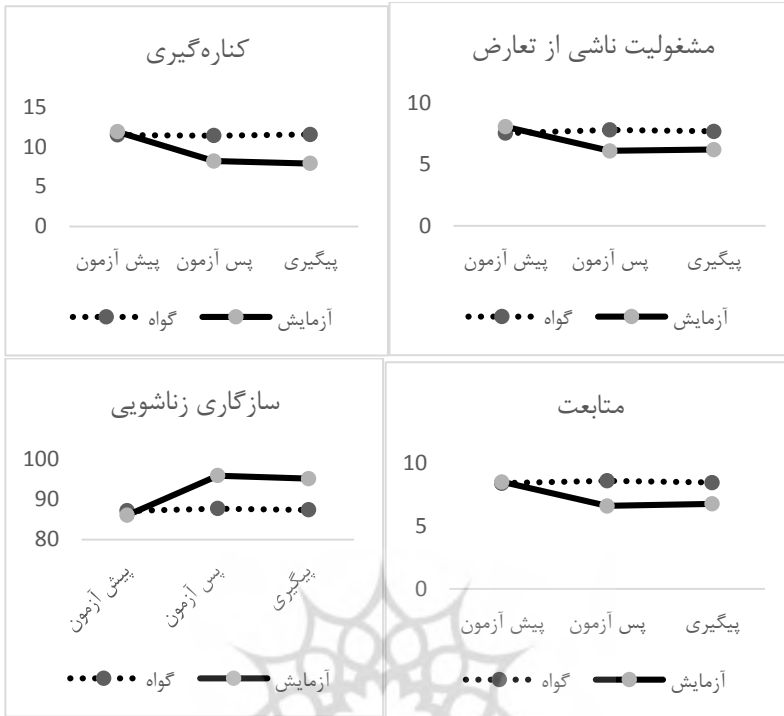 مشغولیت ناشی از تعارض
10
5
0
پیش آزمون پس آزمون پیگیری
گواه آزمایش
کناره‌گیری
15
10
5
0
پیش آزمون پس آزمون پیگیری
گواه آزمایش
متابعت
10
5
0
پیش آزمون پس آزمون پیگیری
گواه آزمایش
سازگاری زناشویی
100
90
80
پیش آزمون پس آزمون پیگیری
گواه آزمایش